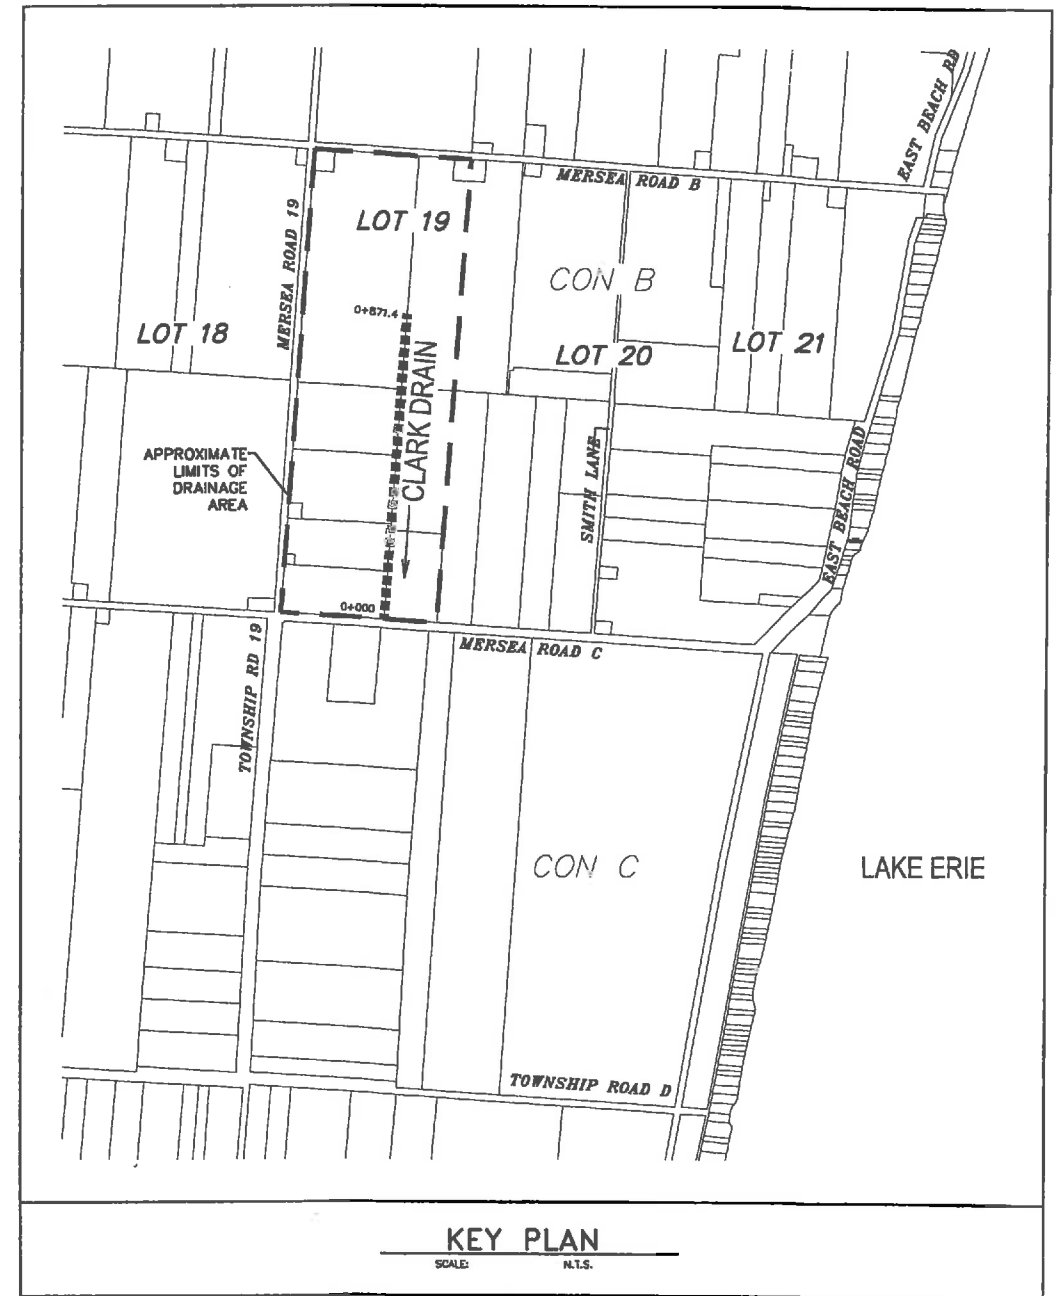 EAST BEACH RD
MERSEA ROAD B
MERSEA ROAD 19
LOT 19
CON B
0+871.4
LOT 18
LOT 20
LOT 21
CLARK DRAIN
APPROXIMATE
LIMITS OF
DRAINAGE
AREA
SMITH LANE
EAST BEACH ROAD
0+000
MERSEA ROAD C
TOWNSHIP RD 19
CON C
LAKE ERIE
TOWNSHIP ROAD D
KEY PLAN
SCALE: N.T.S.